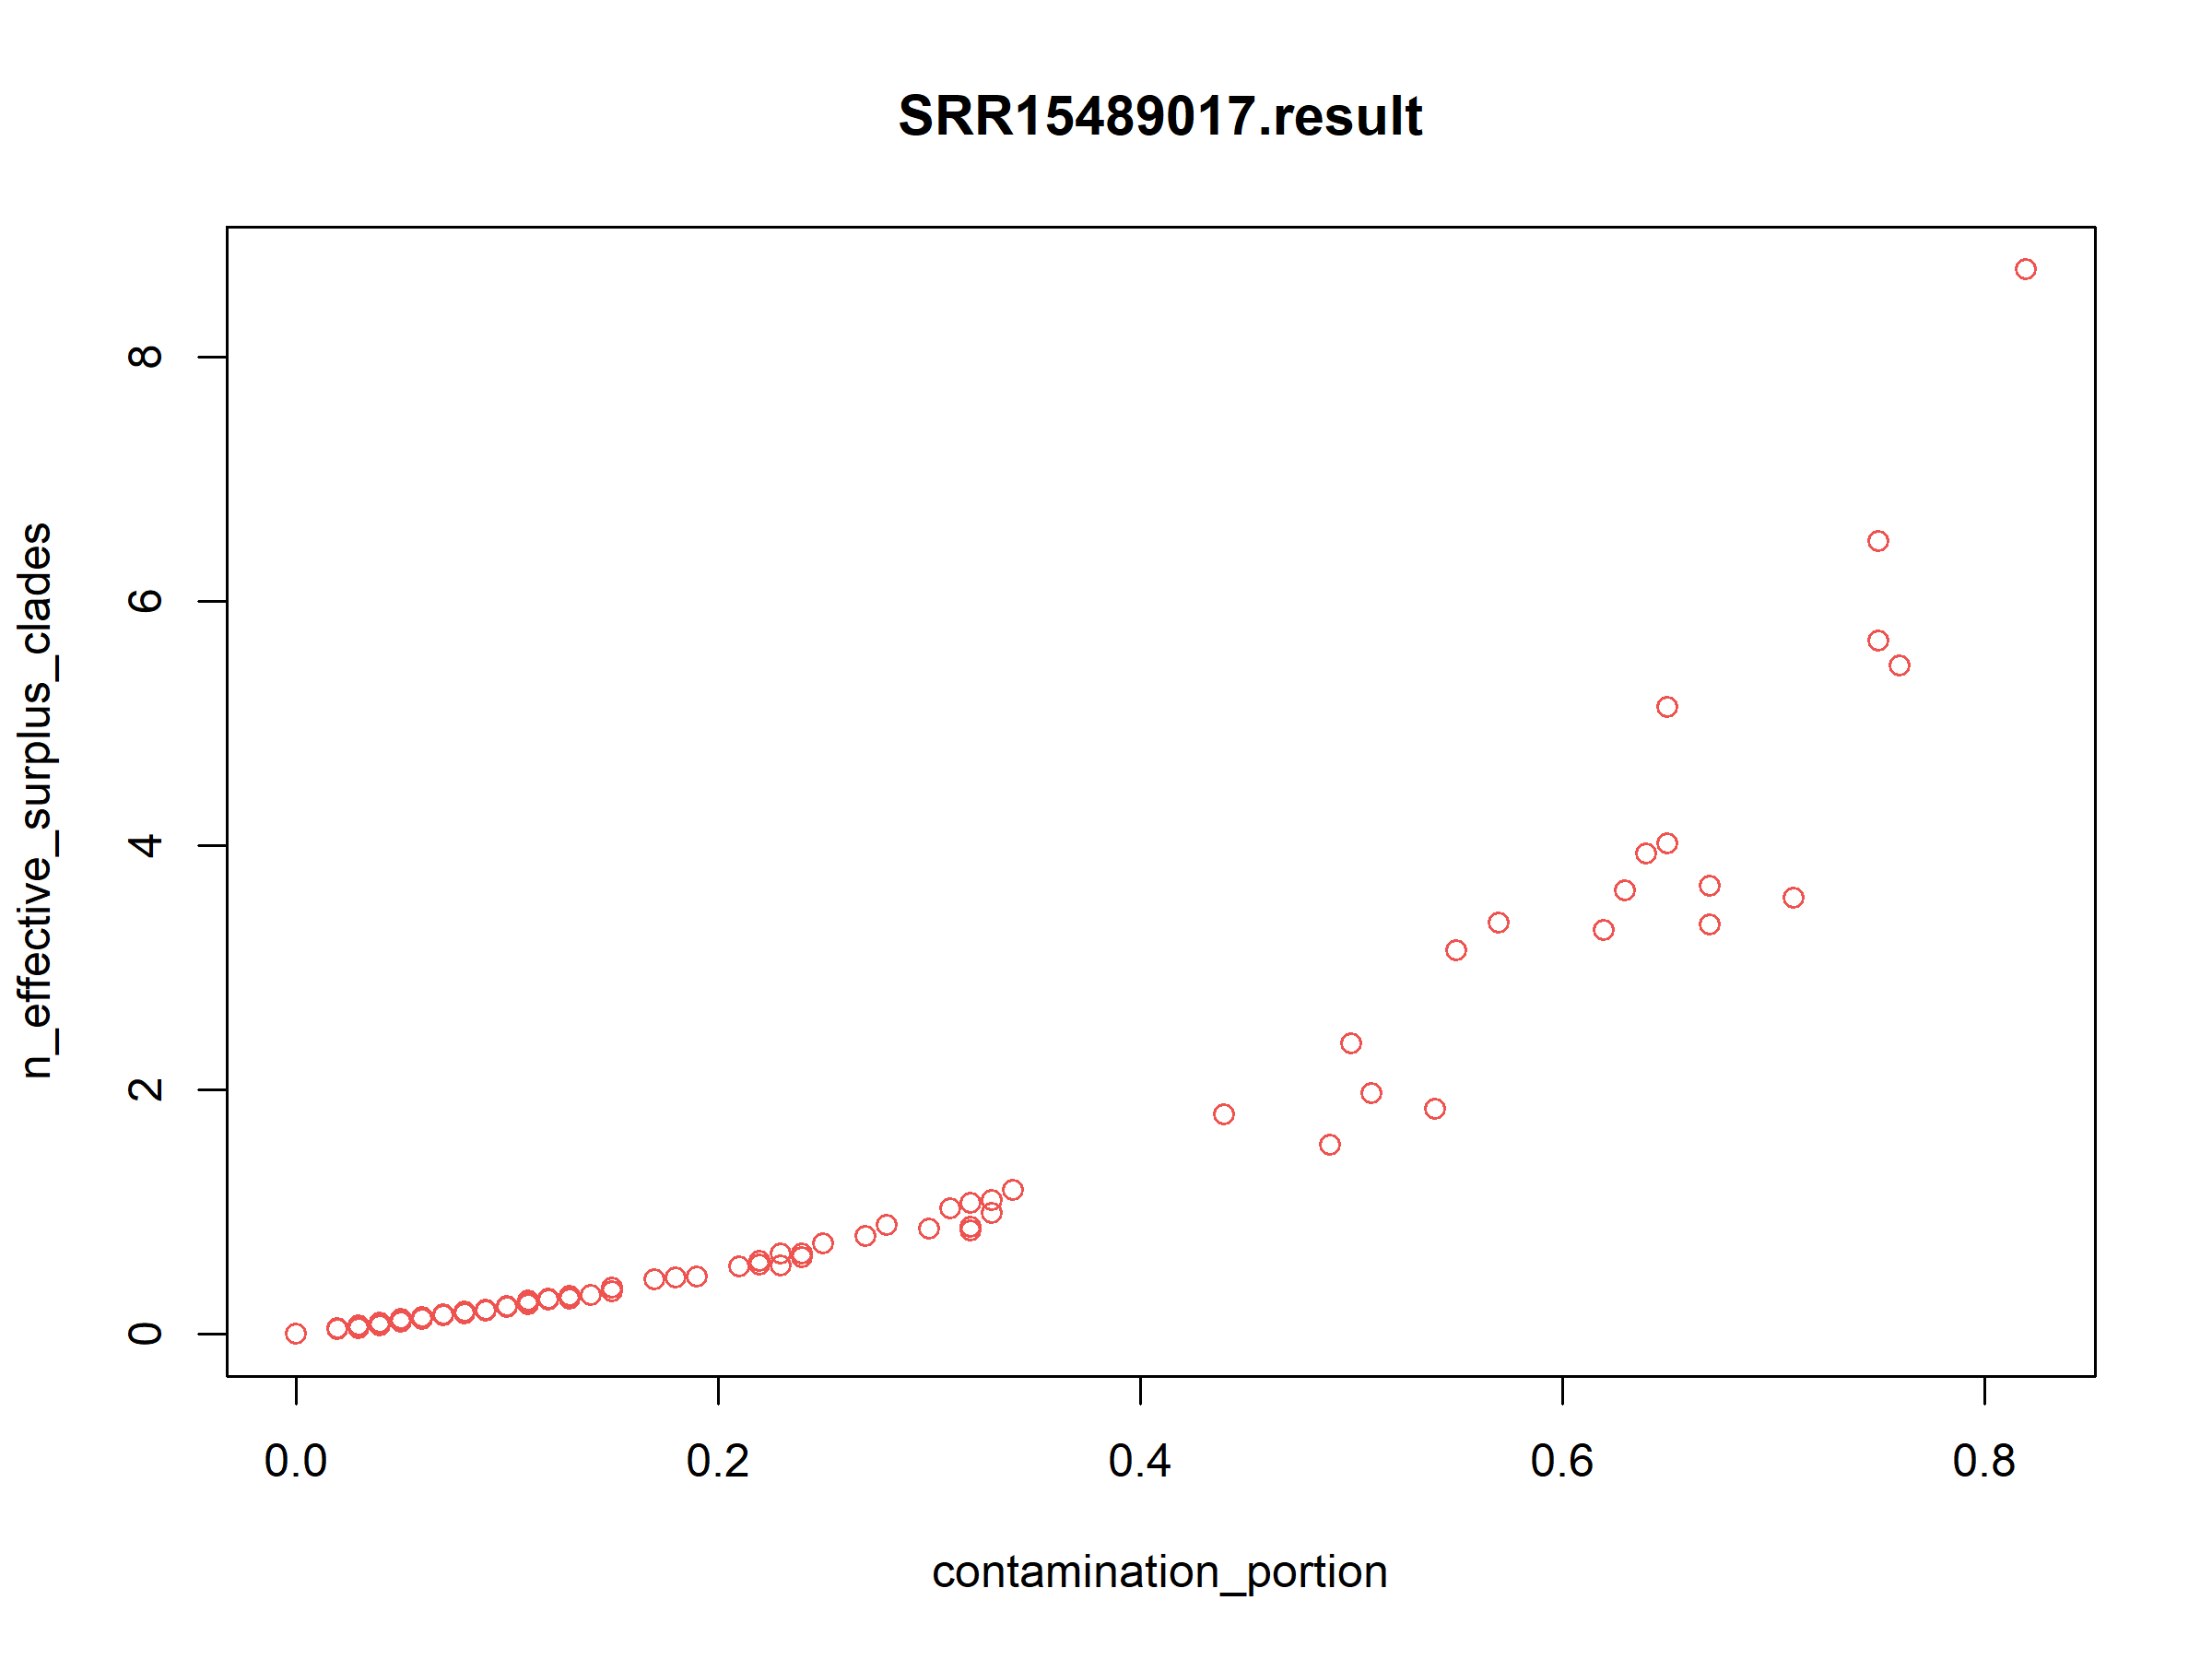 SRR15489017.result
n_effective_surplus_clades
8
6
4
2
0
0.0 0.2 0.4 0.6 0.8
contamination_portion